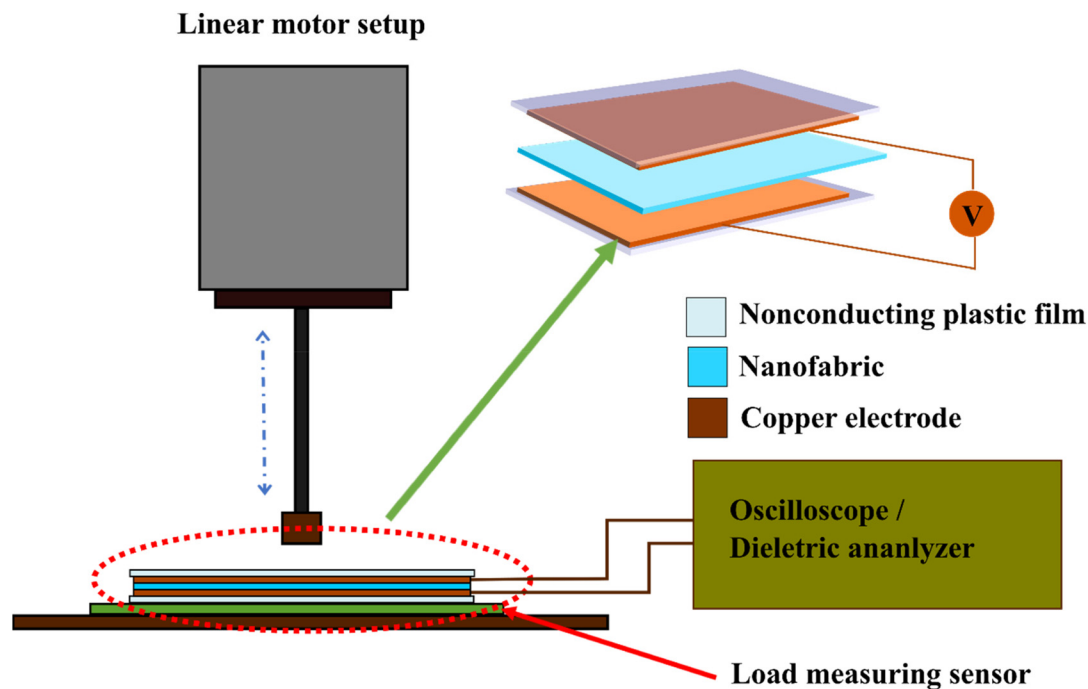 Linear motor setup
V
Nonconducting plastic film
Nanofabric
Copper electrode
Oscilloscope /
Dieletric ananlyzer
Load measuring sensor